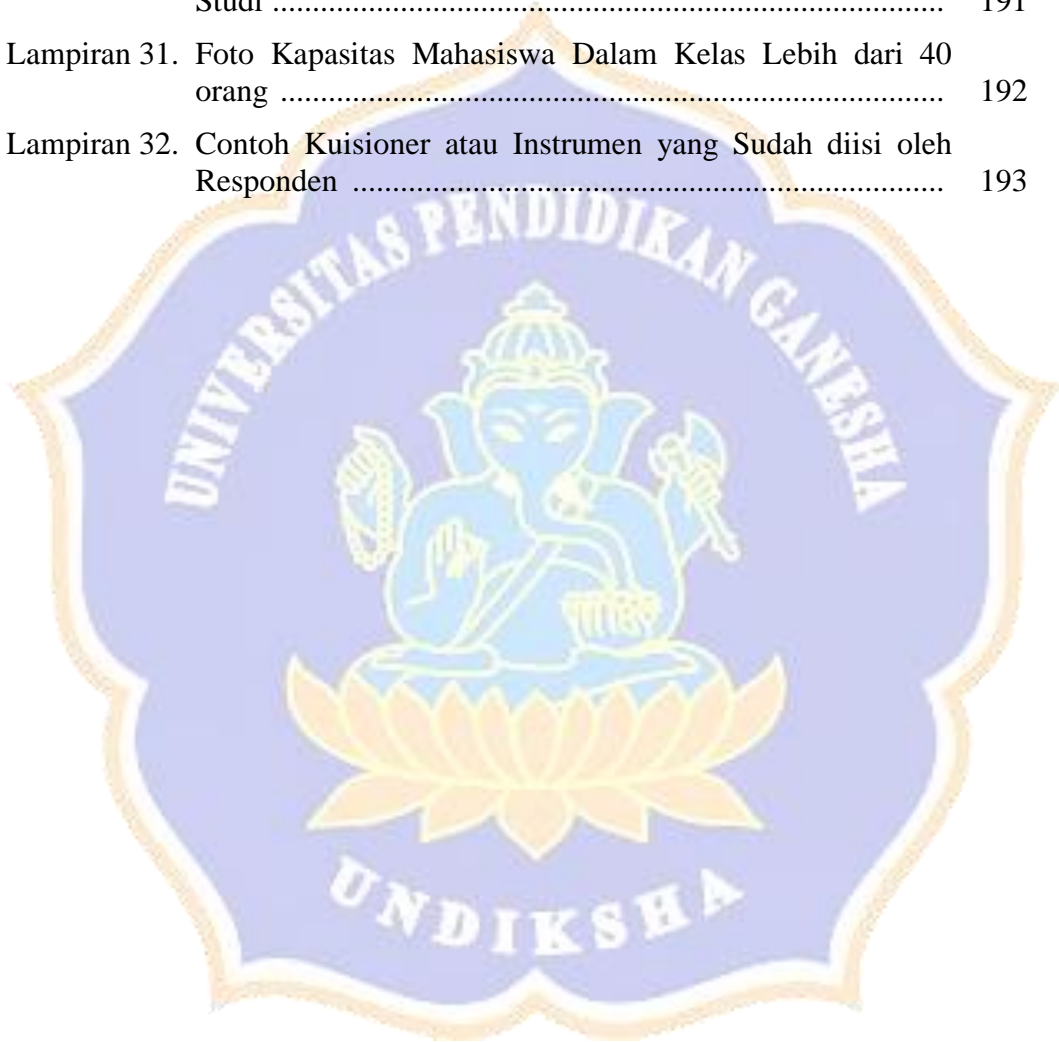 Studi .................................................................................... 191
Lampiran 31. Foto Kapasitas Mahasiswa Dalam Kelas Lebih dari 40
orang ................................................................................... 192
Lampiran 32. Contoh Kuisioner atau Instrumen yang Sudah diisi oleh
Responden .......................................................................... 193
UNIVERSITAS PENDIDIKAN GANESHA
UNDIKSHA